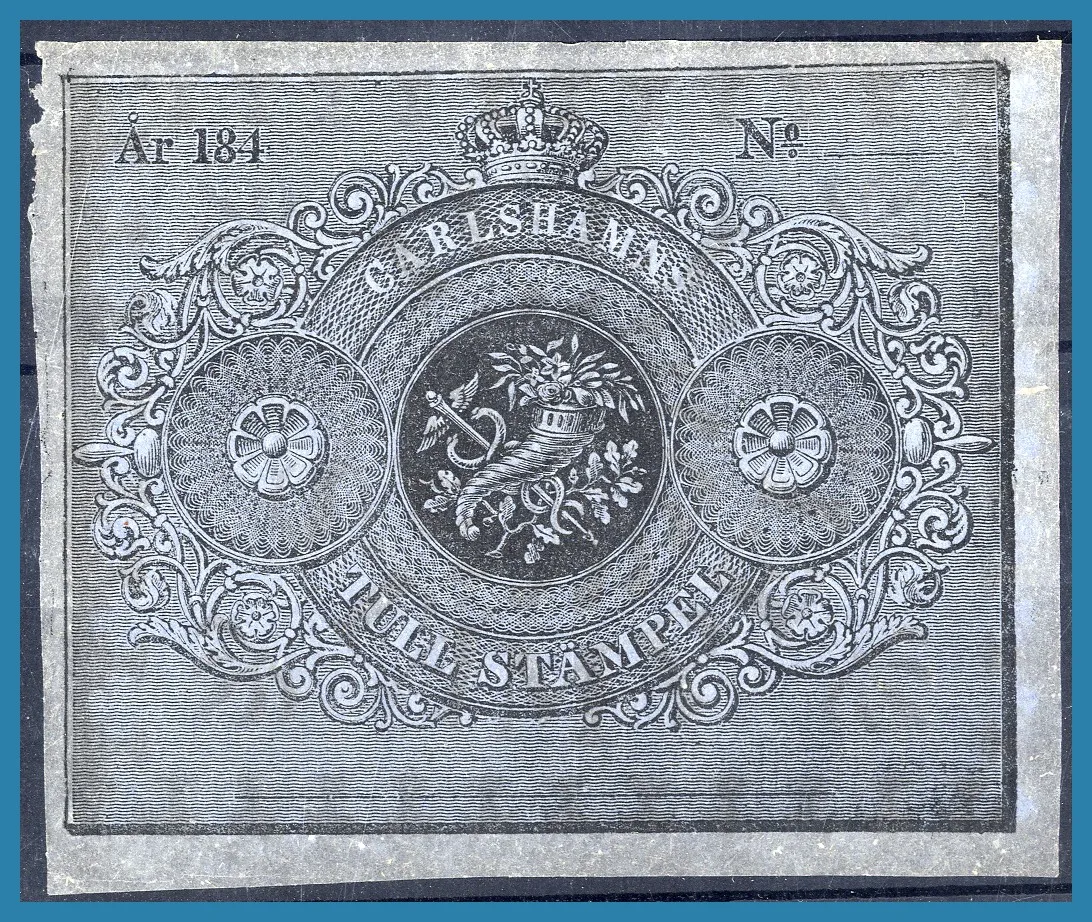 År 184
Nº
CARLSHAMNS
TULL STÄMPEL